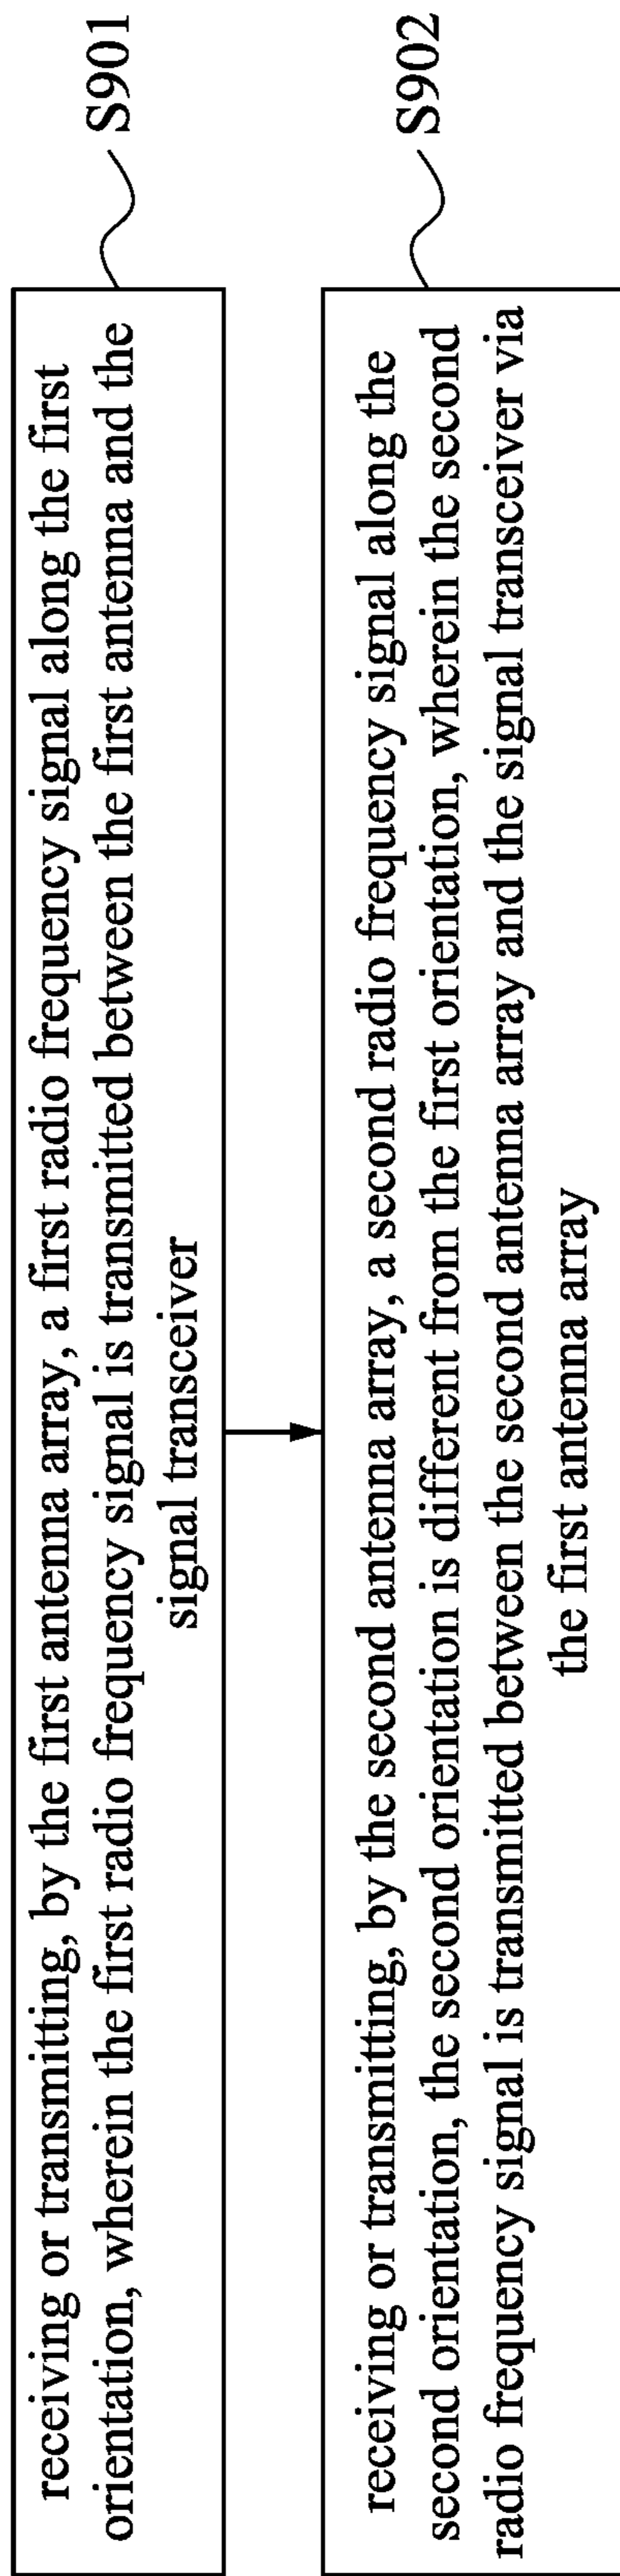 receiving or transmitting, by the first antenna array, a first radio frequency signal along the first
orientation, wherein the first radio frequency signal is transmitted between the first antenna and the
signal transceiver
S901
receiving or transmitting, by the second antenna array, a second radio frequency signal along the
second orientation, the second orientation is different from the first orientation, wherein the second
radio frequency signal is transmitted between the second antenna array and the signal transceiver via
the first antenna array
S902